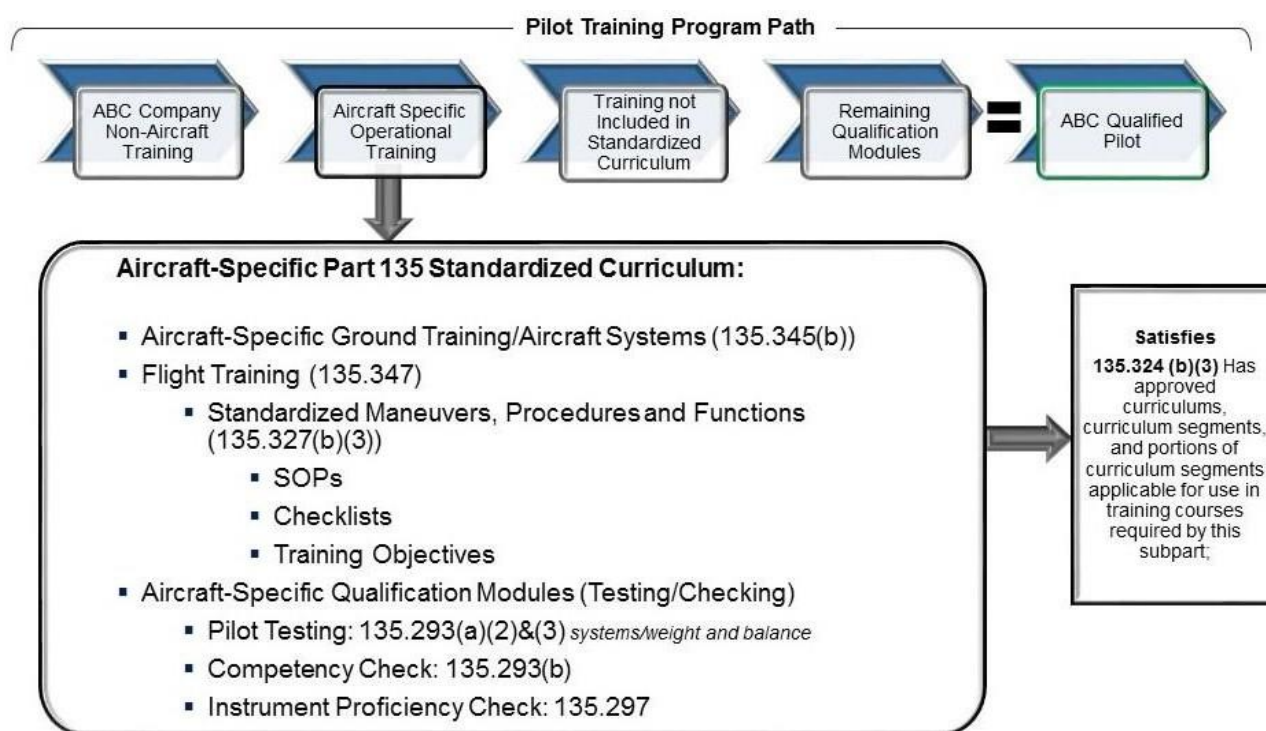 Pilot Training Program Path
ABC Company
Non-Aircraft
Training
Aircraft Specific
Operational
Training
Training not
Included in
Standardized
Curriculum
Remaining
Qualification
Modules
=
ABC Qualified
Pilot
Aircraft-Specific Part 135 Standardized Curriculum:
▪ Aircraft-Specific Ground Training/Aircraft Systems (135.345(b))
▪ Flight Training (135.347)
▪ Standardized Maneuvers, Procedures and Functions
(135.327(b)(3))
▪ SOPs
▪ Checklists
▪ Training Objectives
▪ Aircraft-Specific Qualification Modules (Testing/Checking)
▪ Pilot Testing: 135.293(a)(2)&(3) systems/weight and balance
▪ Competency Check: 135.293(b)
▪ Instrument Proficiency Check: 135.297
Satisfies
135.324 (b)(3) Has
approved
curriculums,
curriculum segments,
and portions of
curriculum segments
applicable for use in
training courses
required by this
subpart;